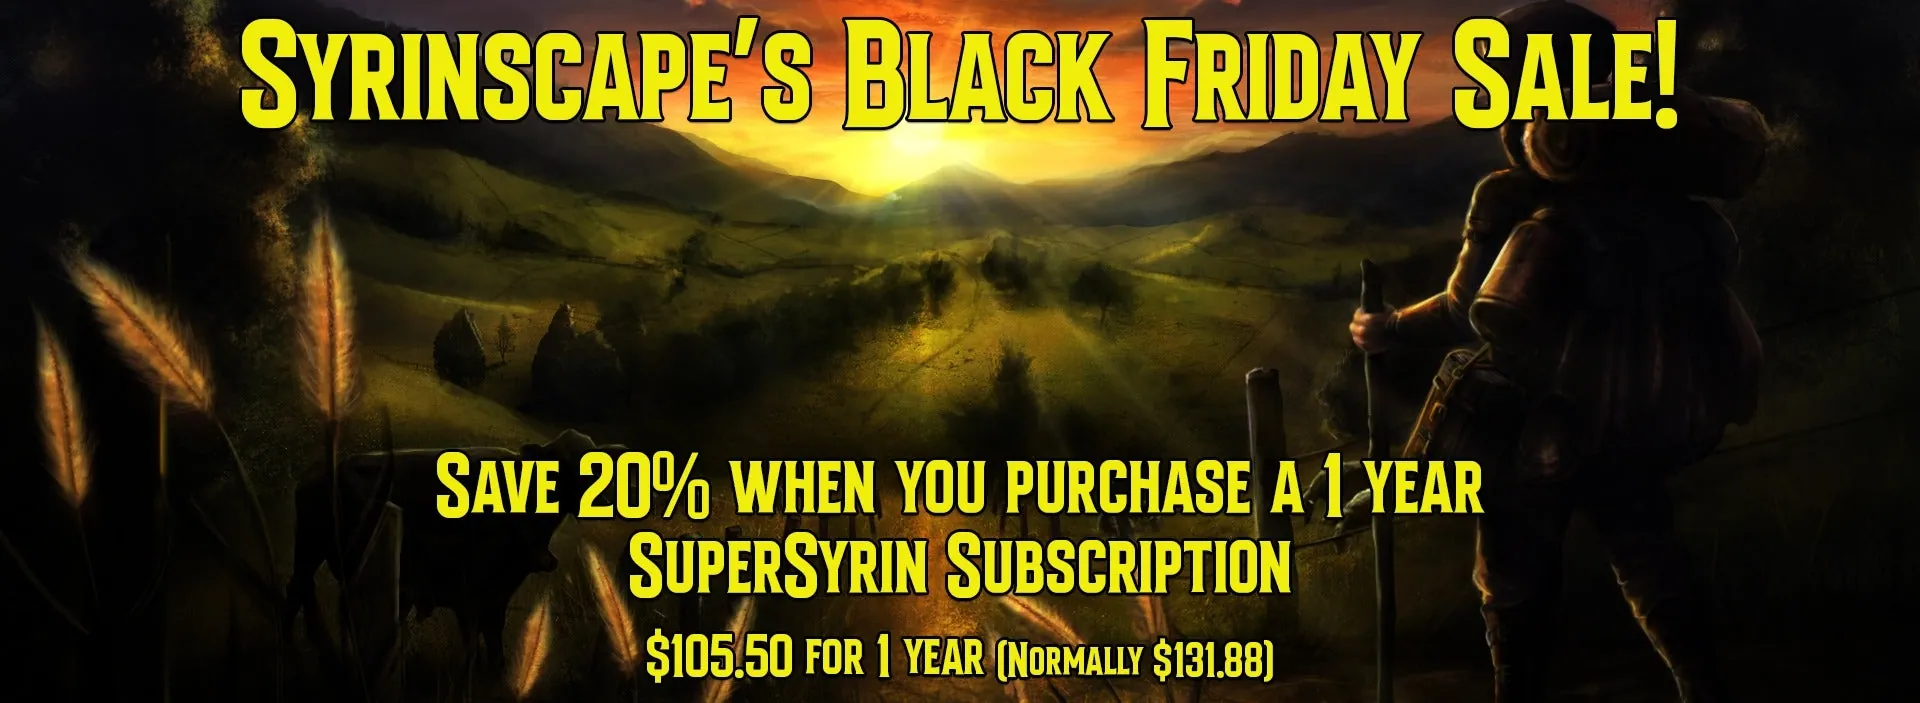 Syrinscape's Black Friday Sale!
Save 20% when you purchase a 1 year
SuperSyrin Subscription
$105.50 for 1 year (Normally $131.88)